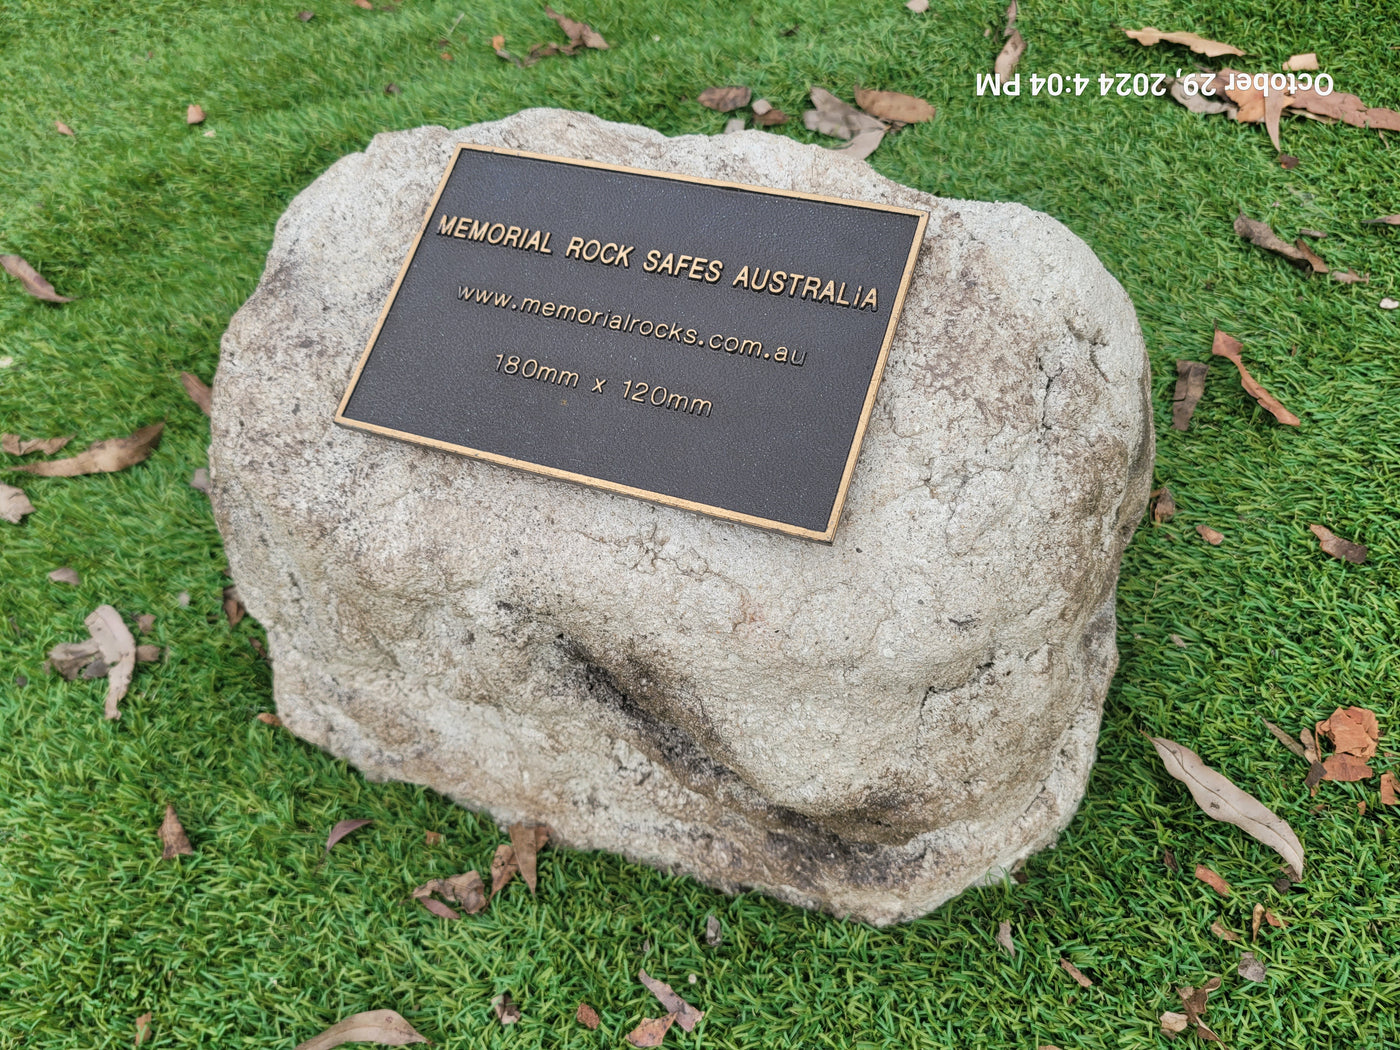 October 29, 2024 4:04 PM
MEMORIAL ROCK SAFES AUSTRALIA
www.memorialrocks.com.au
180mm x 120mm